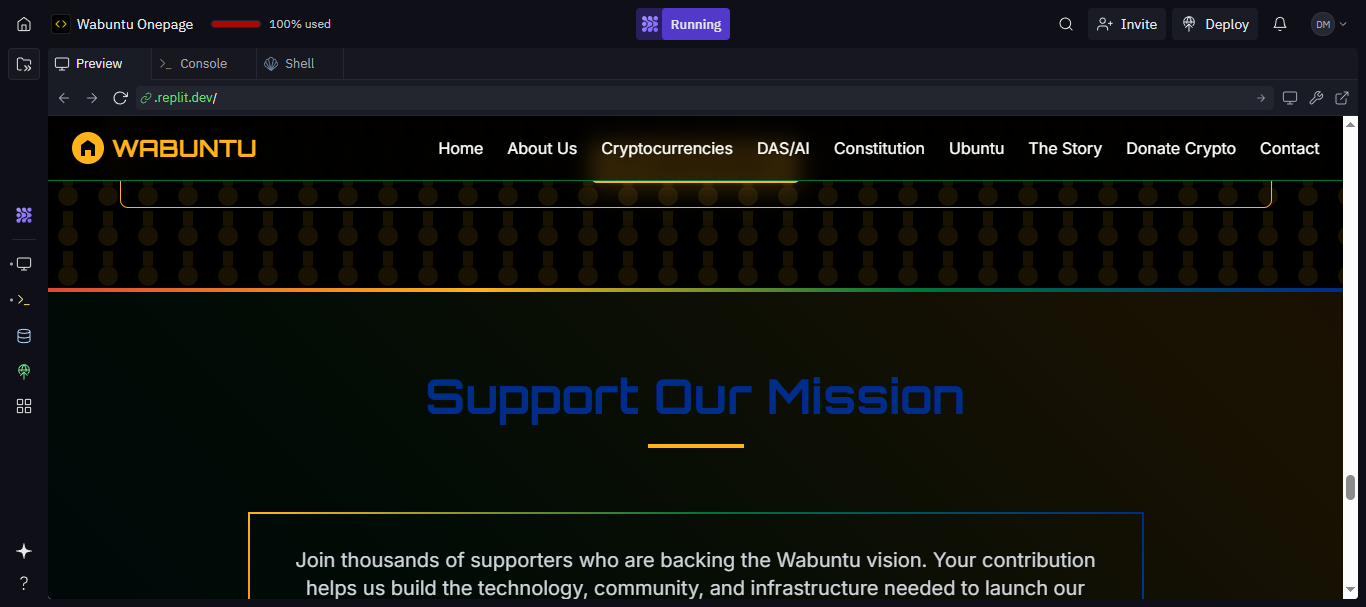 Wabuntu Onepage
100% used
Running
Invite
Deploy
DM
Preview
Console
Shell
.replit.dev/
WABUNTU
Home
About Us
Cryptocurrencies
DAS/AI
Constitution
Ubuntu
The Story
Donate Crypto
Contact
Support Our Mission
Join thousands of supporters who are backing the Wabuntu vision. Your contribution
helps us build the technology, community, and infrastructure needed to launch our